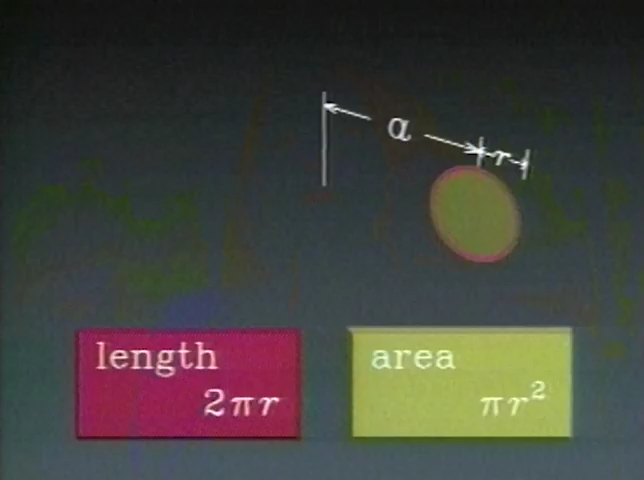 a
r
length
2πr
area
πr²